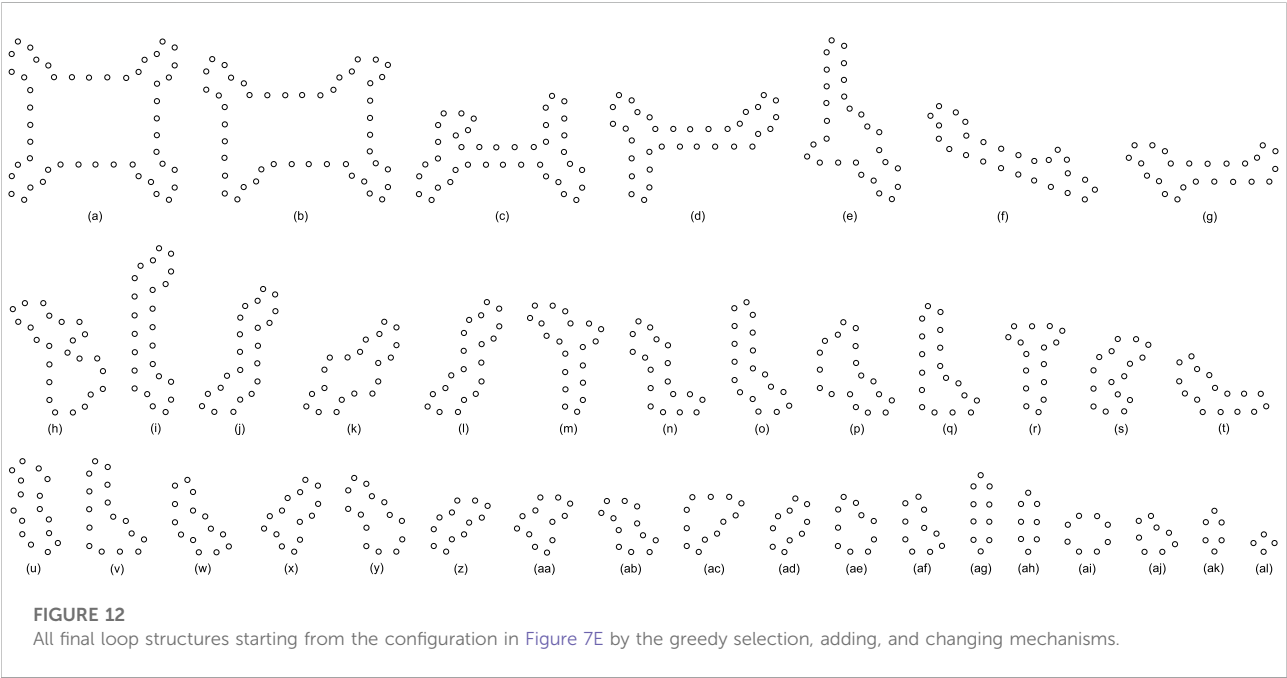 (a) (b) (c) (d) (e) (f) (g)
(h) (i) (j) (k) (l) (m) (n) (o) (p) (q) (r) (s) (t)
(u) (v) (w) (x) (y) (z) (aa) (ab) (ac) (ad) (ae) (af) (ag) (ah) (ai) (aj) (ak) (al)
FIGURE 12
All final loop structures starting from the configuration in Figure 7E by the greedy selection, adding, and changing mechanisms.